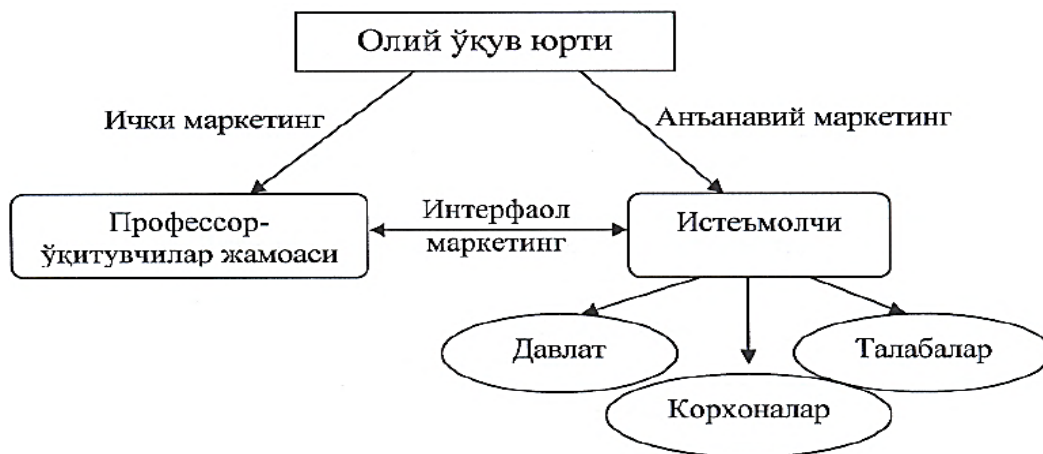 Олий ўқув юрти
Ички маркетинг
Анъанавий маркетинг
Профессор-
ўқитувчилар жамоаси
Интерфаол
маркетинг
Истеъмолчи
Давлат
Талабалар
Корхоналар